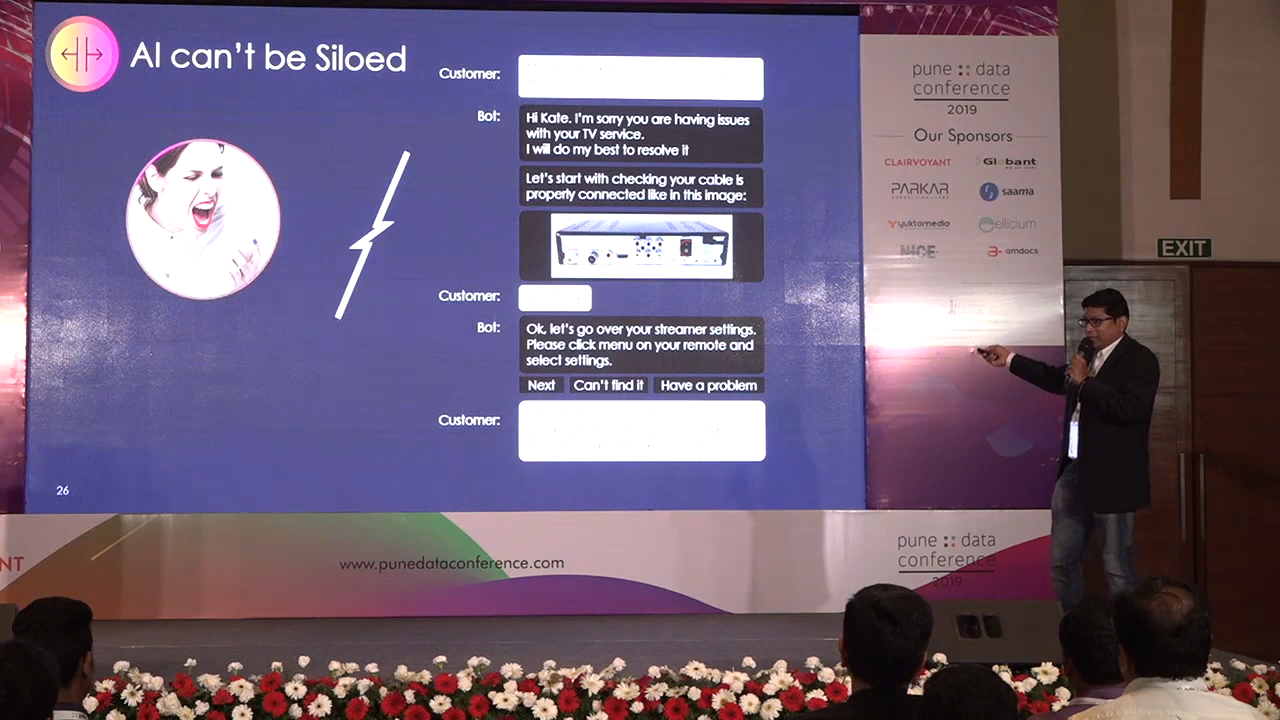 AI can't be Siloed
Customer:
Bot:
Hi Kate. I'm sorry you are having issues
with your TV service.
I will do my best to resolve it
Let's start with checking your cable is
properly connected like in this image:
Customer:
Bot:
Ok, let's go over your streamer settings.
Please click menu on your remote and
select settings.
Next
Can't find it
Have a problem
Customer:
26
pune :: data
conference
2019
Our Sponsors
CLAIRVOYANT
Globant
PARKAR
saama
yuktamedia
ellicium
NICE
amdocs
EXIT
NT
www.punedataconference.com
pune :: data
conference
2019